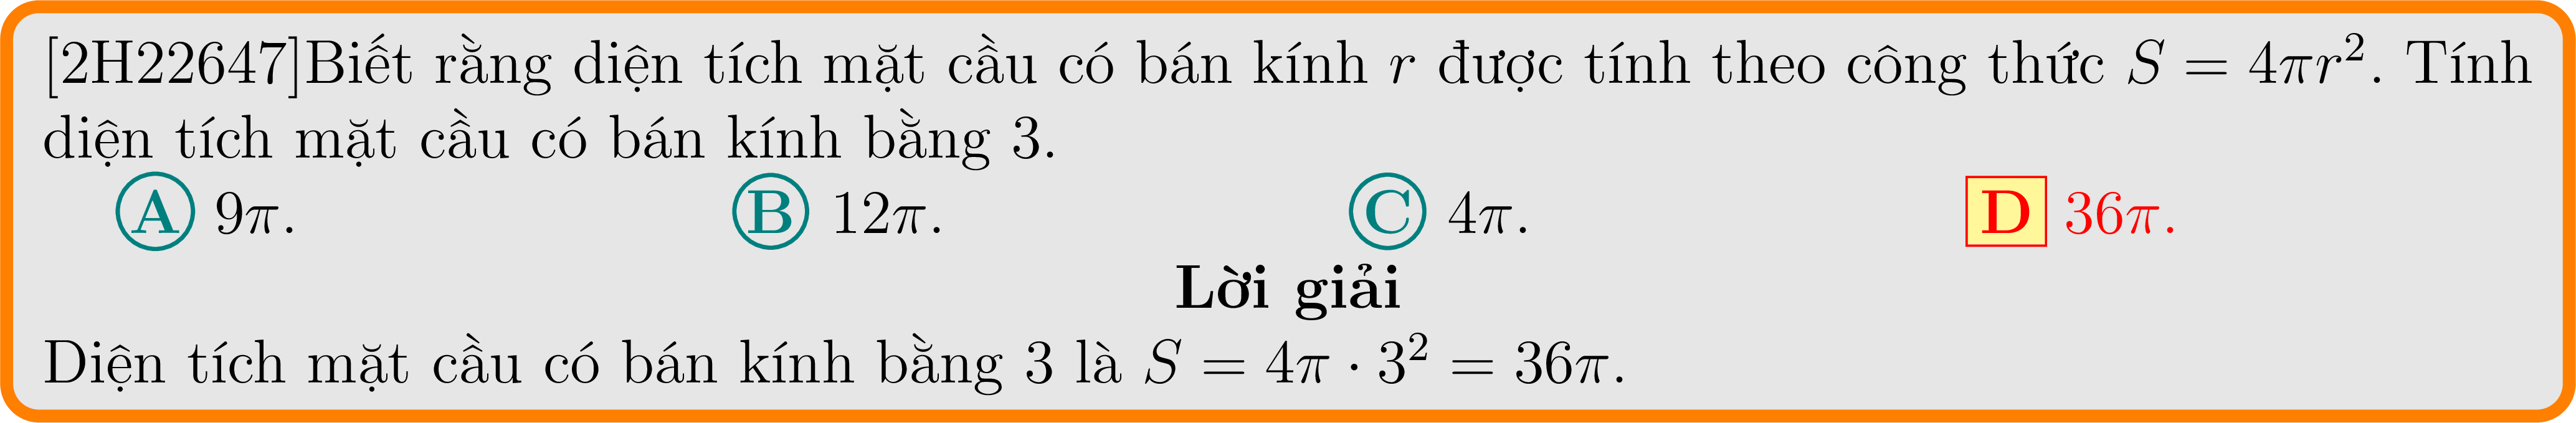 [2H22647]Biết rằng diện tích mặt cầu có bán kính r được tính theo công thức S = 4πr². Tính
diện tích mặt cầu có bán kính bằng 3.
A 9π. B 12π. C 4π. D 36π.
Lời giải
Diện tích mặt cầu có bán kính bằng 3 là S = 4π · 3² = 36π.